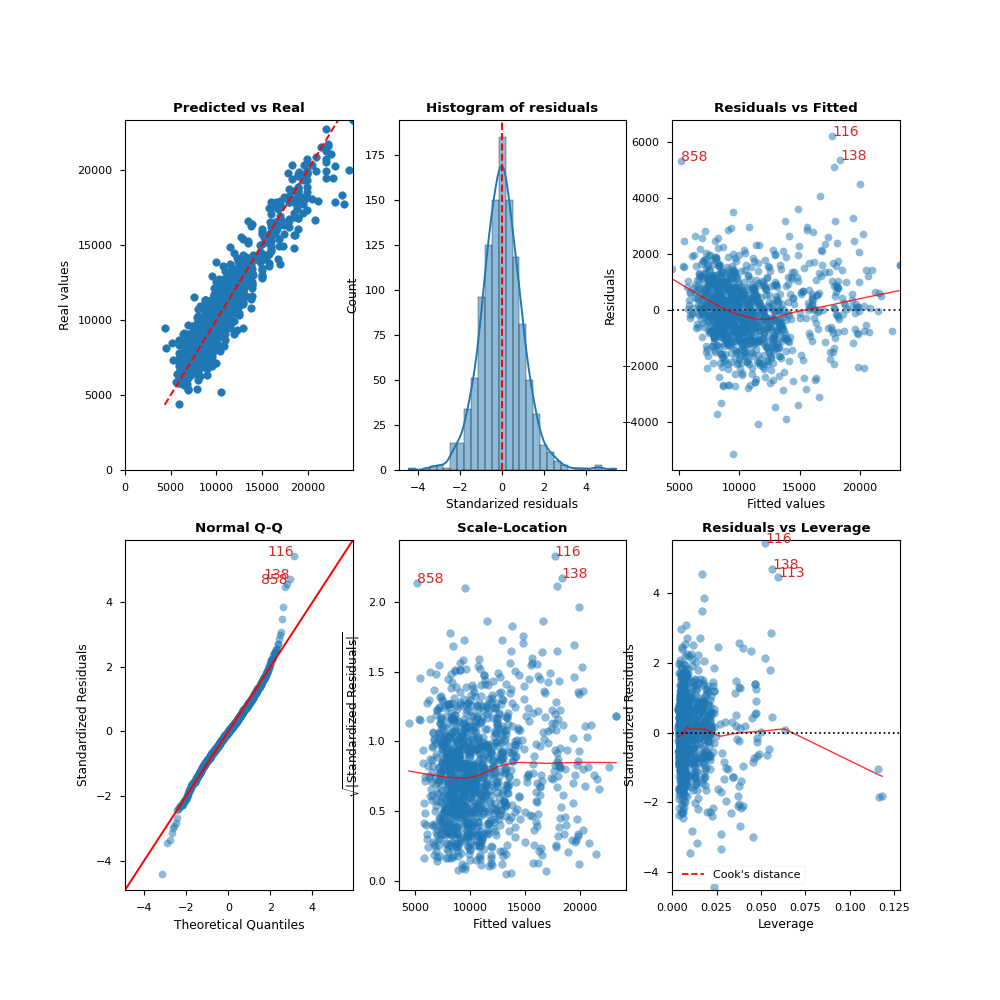 Predicted vs Real
Real values
20000
15000
10000
5000
0
0 5000 10000 15000 20000
Histogram of residuals
Count
175
150
125
100
75
50
25
0
−4 −2 0 2 4
Standarized residuals
Residuals vs Fitted
Residuals
6000
4000
2000
0
−2000
−4000
116
138
858
5000 10000 15000 20000
Fitted values
Normal Q-Q
Standardized Residuals
4
2
0
−2
−4
116
138
858
−4 −2 0 2 4
Theoretical Quantiles
Scale-Location
√|Standardized Residuals|
2.0
1.5
1.0
0.5
0.0
116
138
858
5000 10000 15000 20000
Fitted values
Residuals vs Leverage
Standardized Residuals
4
2
0
−2
−4
116
138
113
Cook's distance
0.000 0.025 0.050 0.075 0.100 0.125
Leverage